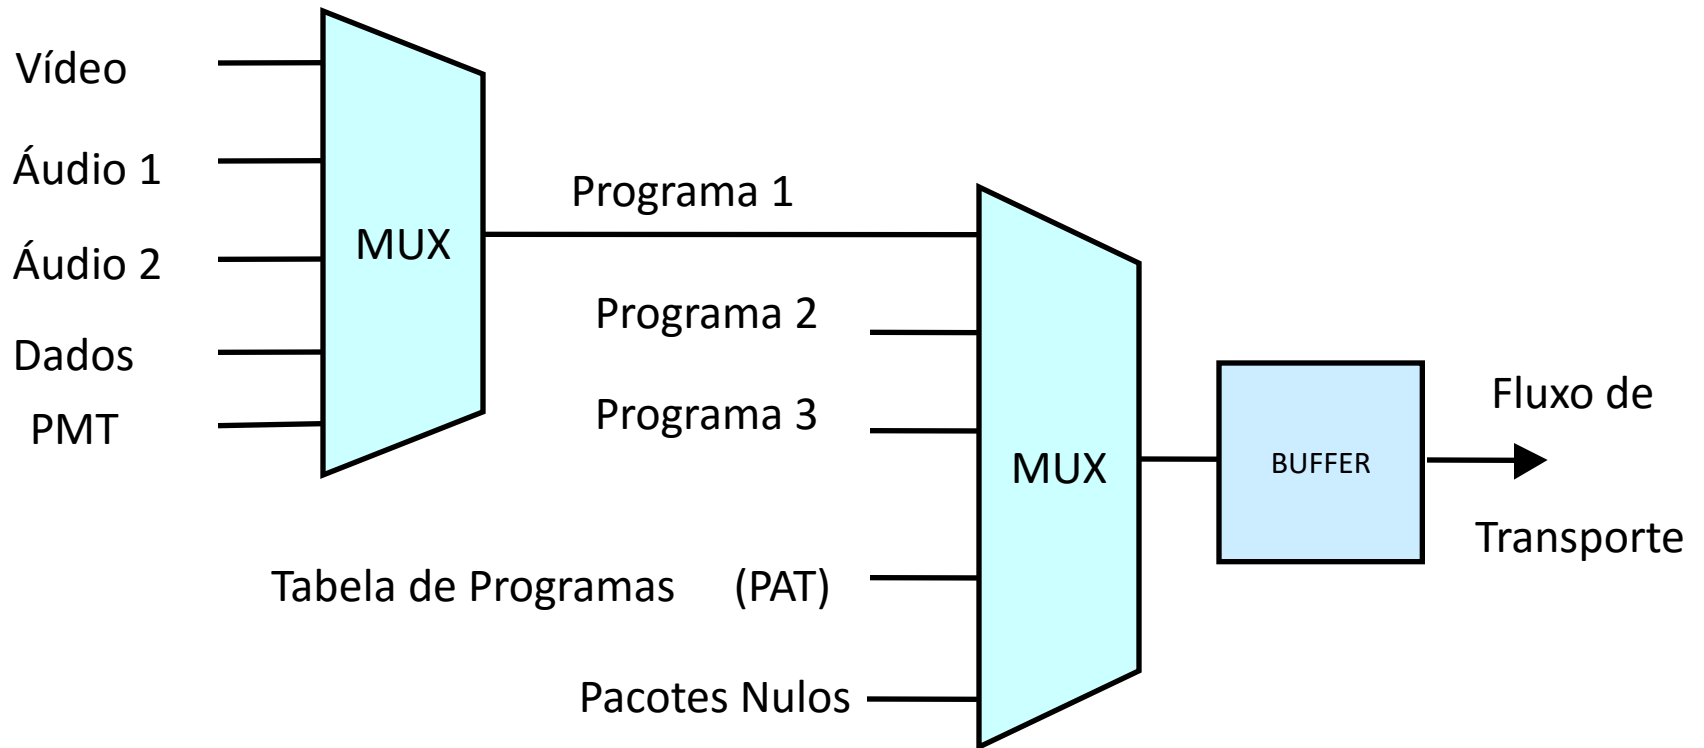 Vídeo
Áudio 1
Áudio 2
Dados
PMT
MUX
Programa 1
Programa 2
Programa 3
Tabela de Programas (PAT)
Pacotes Nulos
MUX
BUFFER
Fluxo de
Transporte